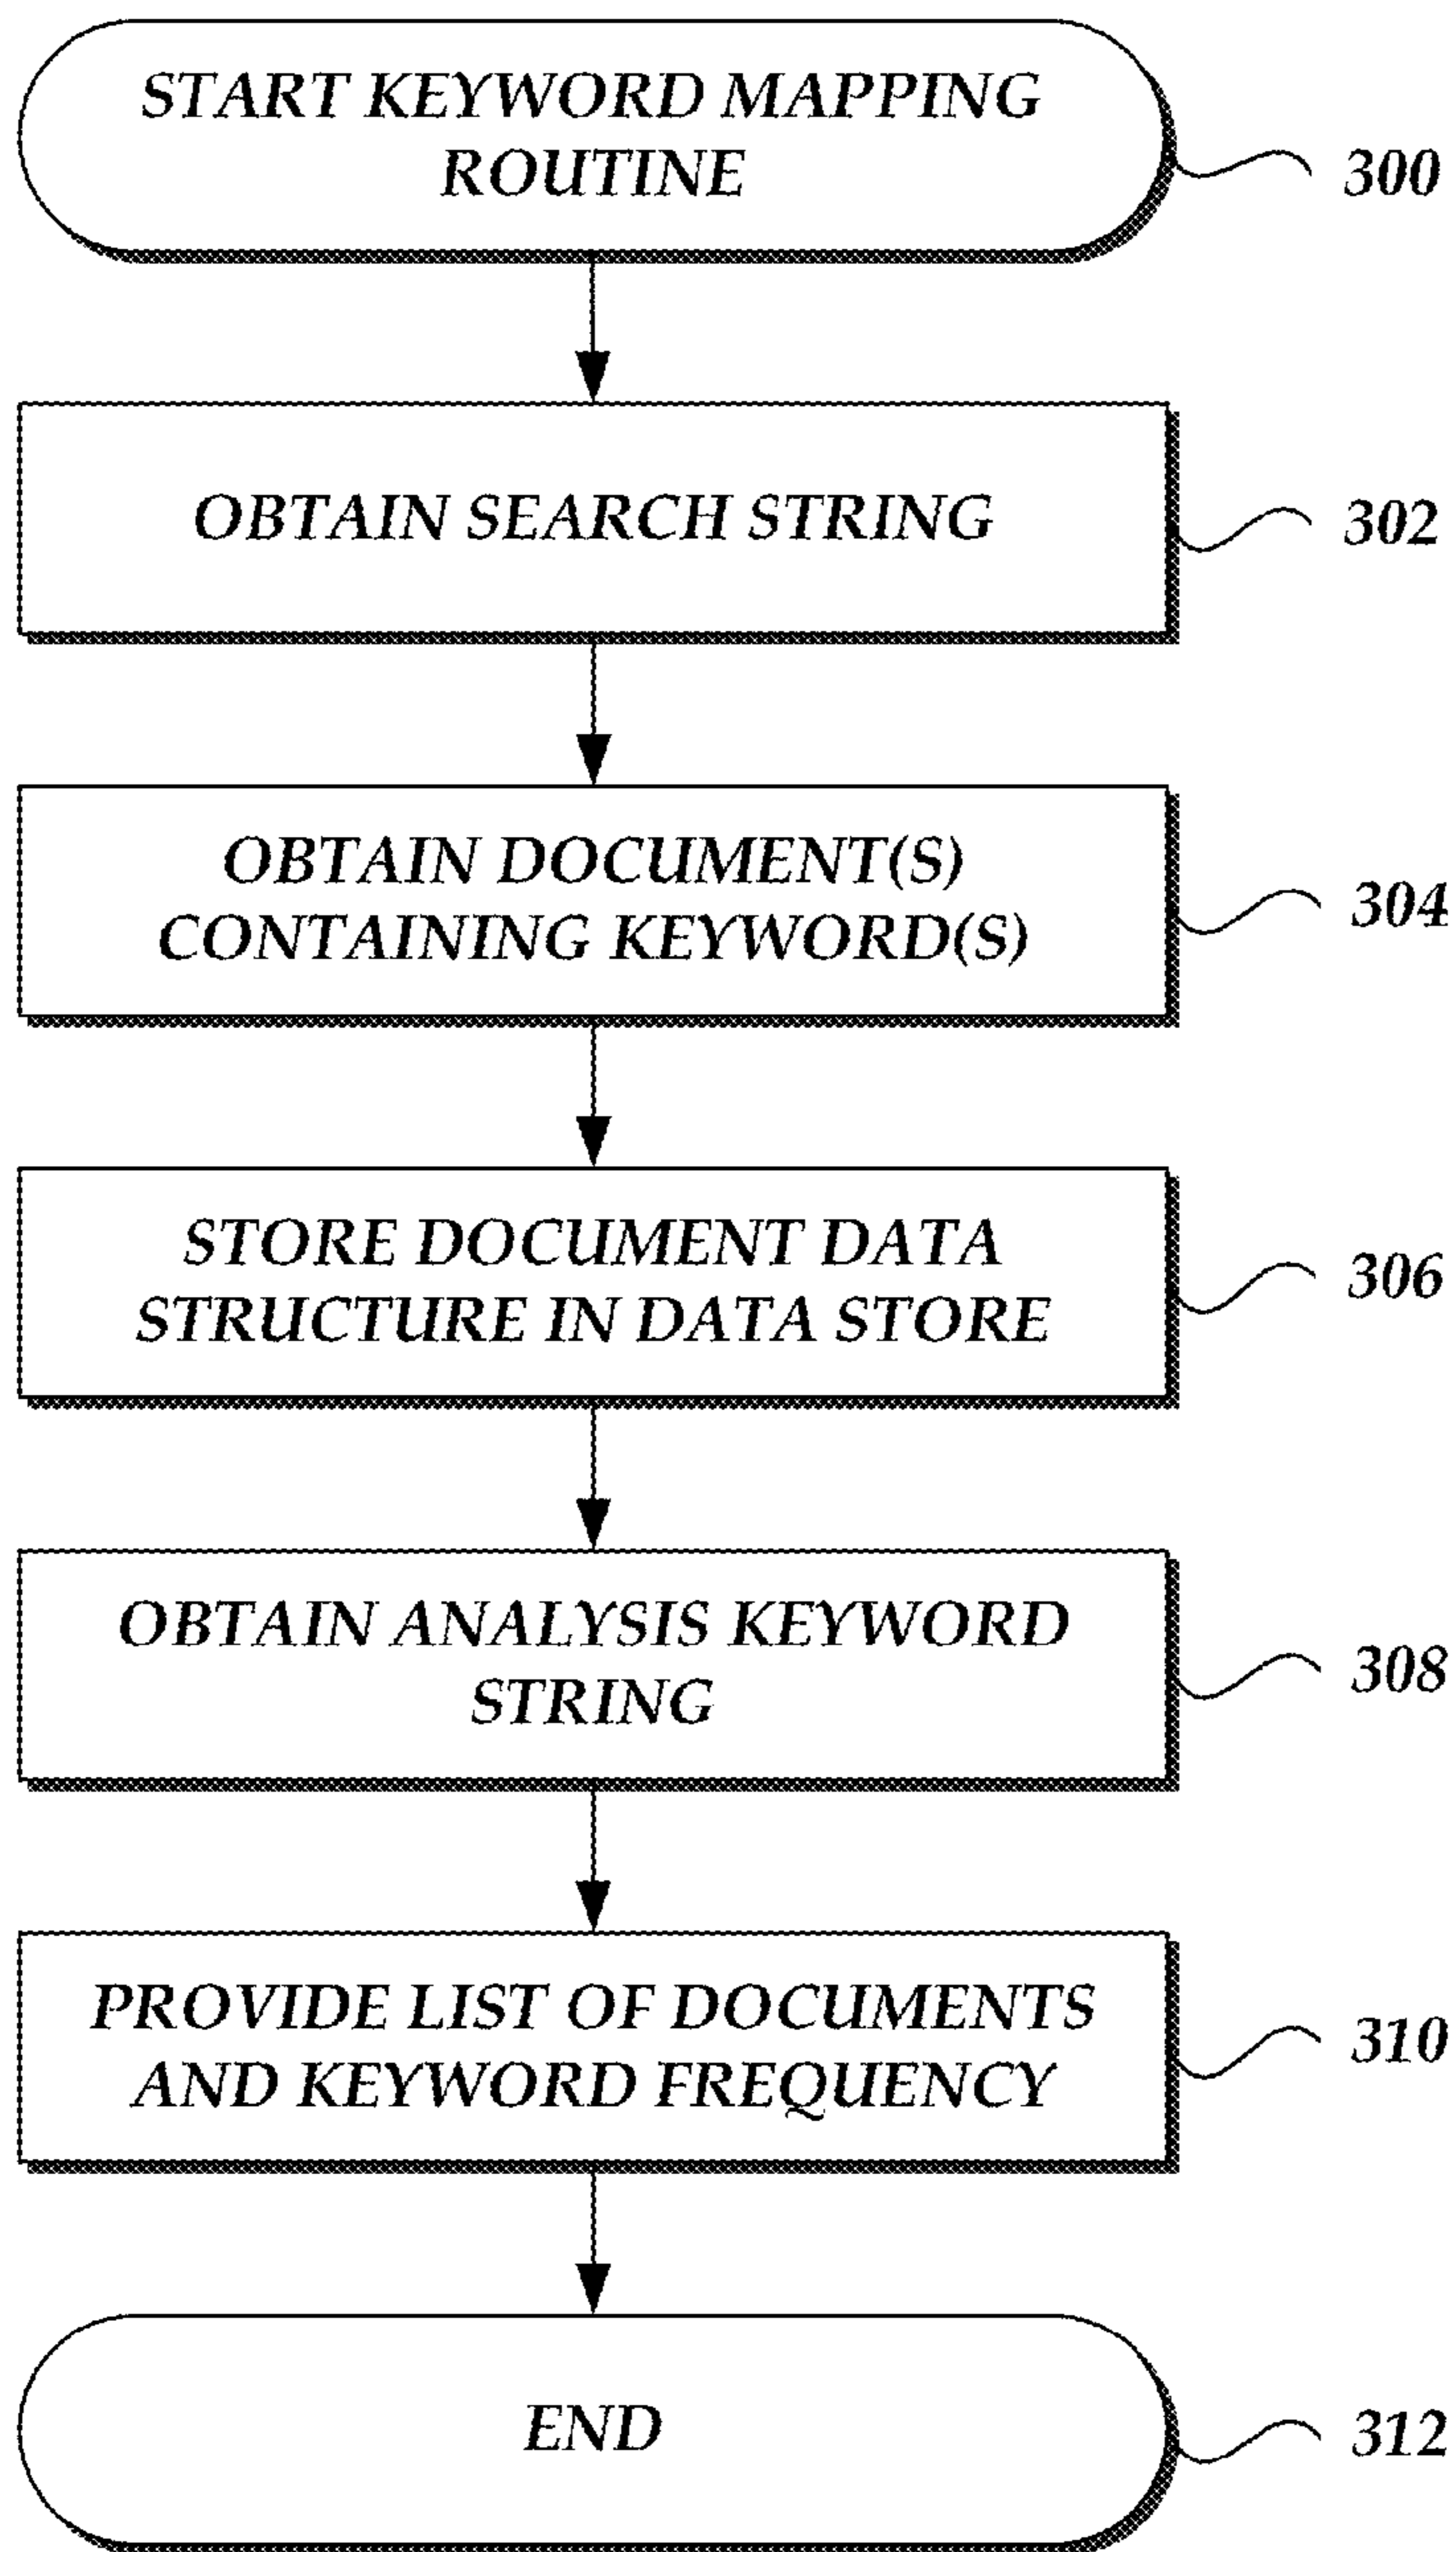 START KEYWORD MAPPING
ROUTINE
300
OBTAIN SEARCH STRING
302
OBTAIN DOCUMENT(S)
CONTAINING KEYWORD(S)
304
STORE DOCUMENT DATA
STRUCTURE IN DATA STORE
306
OBTAIN ANALYSIS KEYWORD
STRING
308
PROVIDE LIST OF DOCUMENTS
AND KEYWORD FREQUENCY
310
END
312